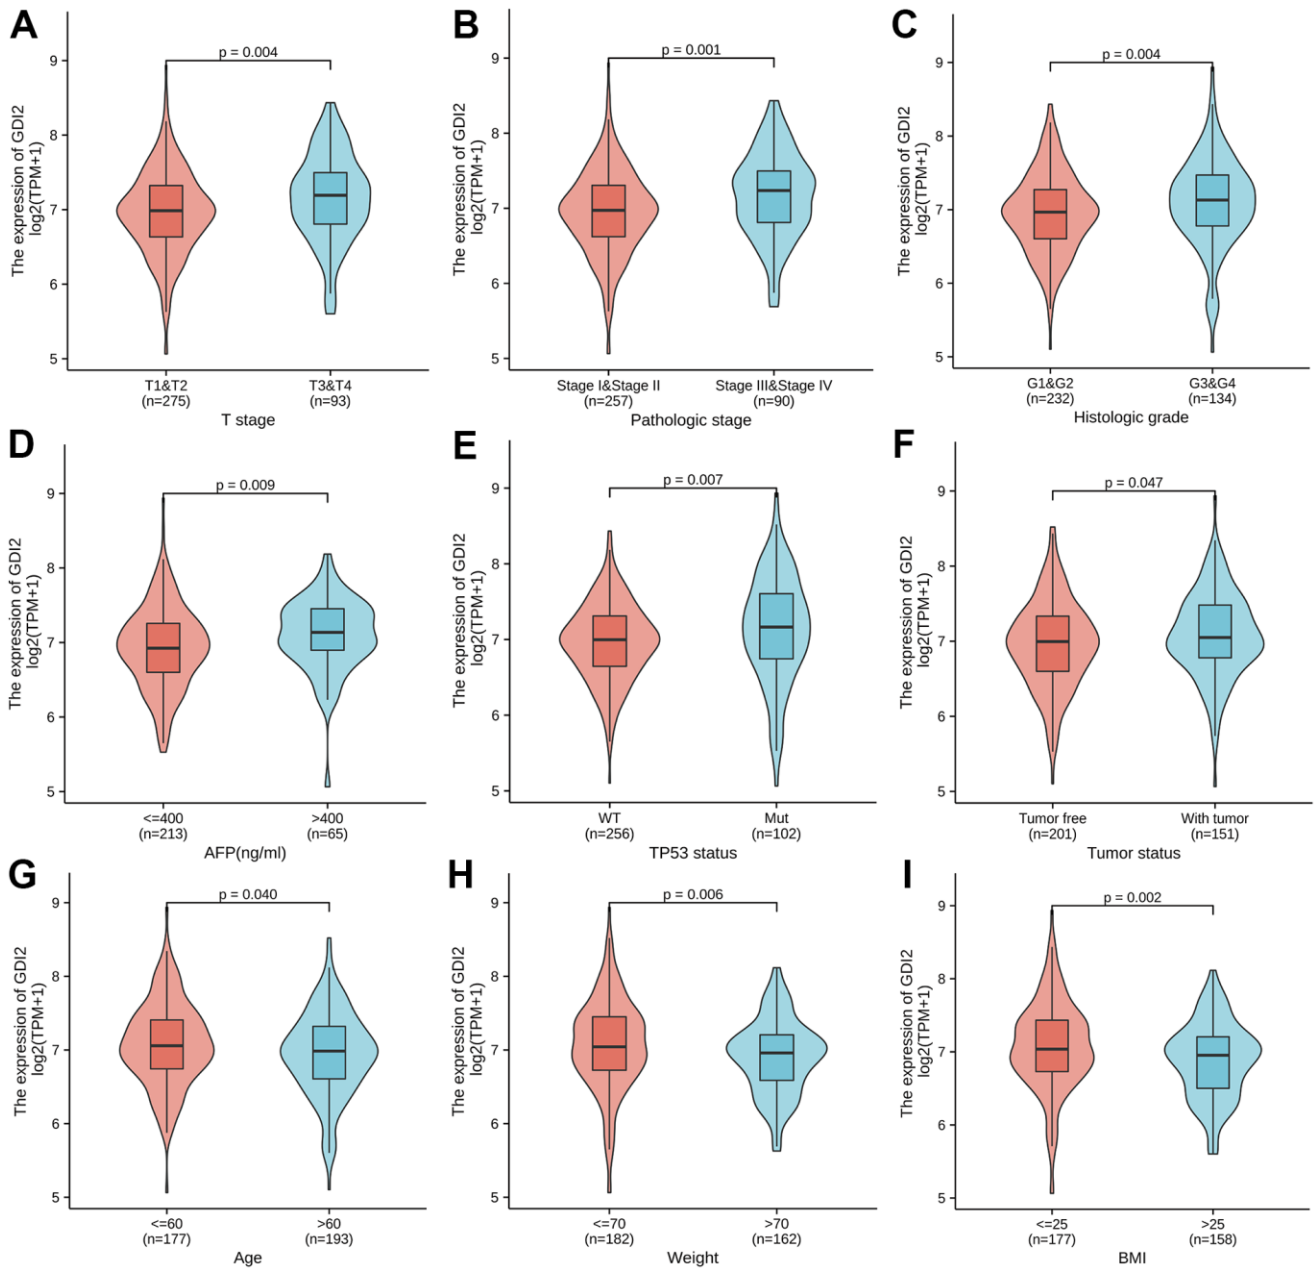 A
p = 0.004
The expression of GDI2
log2(TPM+1)
9
8
7
6
5
T1&T2
(n=275)
T3&T4
(n=93)
T stage
B
p = 0.001
The expression of GDI2
log2(TPM+1)
9
8
7
6
5
Stage I&Stage II
(n=257)
Stage III&Stage IV
(n=90)
Pathologic stage
C
p = 0.004
The expression of GDI2
log2(TPM+1)
9
8
7
6
5
G1&G2
(n=232)
G3&G4
(n=134)
Histologic grade
D
p = 0.009
The expression of GDI2
log2(TPM+1)
9
8
7
6
5
<=400
(n=213)
>400
(n=65)
AFP(ng/ml)
E
p = 0.007
The expression of GDI2
log2(TPM+1)
9
8
7
6
5
WT
(n=256)
Mut
(n=102)
TP53 status
F
p = 0.047
The expression of GDI2
log2(TPM+1)
9
8
7
6
5
Tumor free
(n=201)
With tumor
(n=151)
Tumor status
G
p = 0.040
The expression of GDI2
log2(TPM+1)
9
8
7
6
5
<=60
(n=177)
>60
(n=193)
Age
H
p = 0.006
The expression of GDI2
log2(TPM+1)
9
8
7
6
5
<=70
(n=182)
>70
(n=162)
Weight
I
p = 0.002
The expression of GDI2
log2(TPM+1)
9
8
7
6
5
<=25
(n=177)
>25
(n=158)
BMI